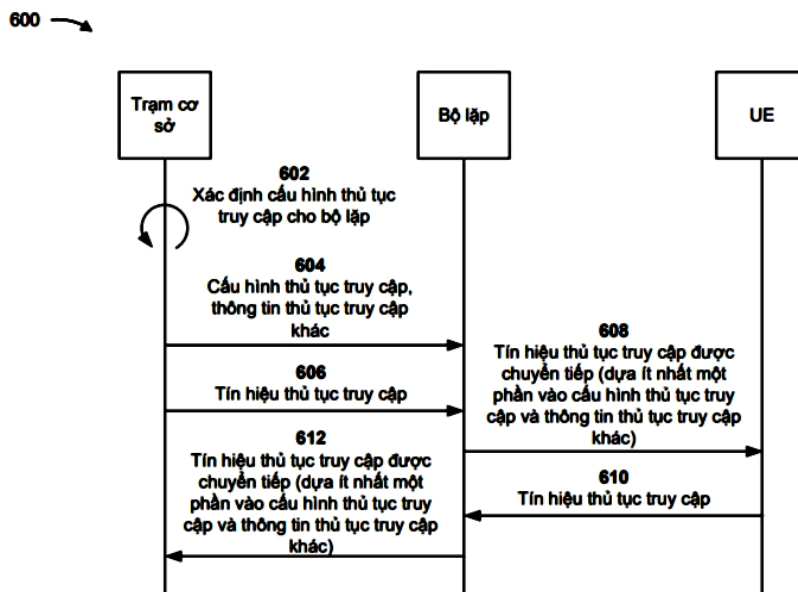 600
Trạm cơ
sở
Bộ lặp
UE
602
Xác định cấu hình thủ tục
truy cập cho bộ lặp
604
Cấu hình thủ tục truy cập,
thông tin thủ tục truy cập
khác
606
Tín hiệu thủ tục truy cập
608
Tín hiệu thủ tục truy cập được
chuyển tiếp (dựa ít nhất một
phần vào cấu hình thủ tục truy
cập và thông tin thủ tục truy cập
khác)
610
Tín hiệu thủ tục truy cập
612
Tín hiệu thủ tục truy cập được
chuyển tiếp (dựa ít nhất một
phần vào cấu hình thủ tục truy
cập và thông tin thủ tục truy cập
khác)